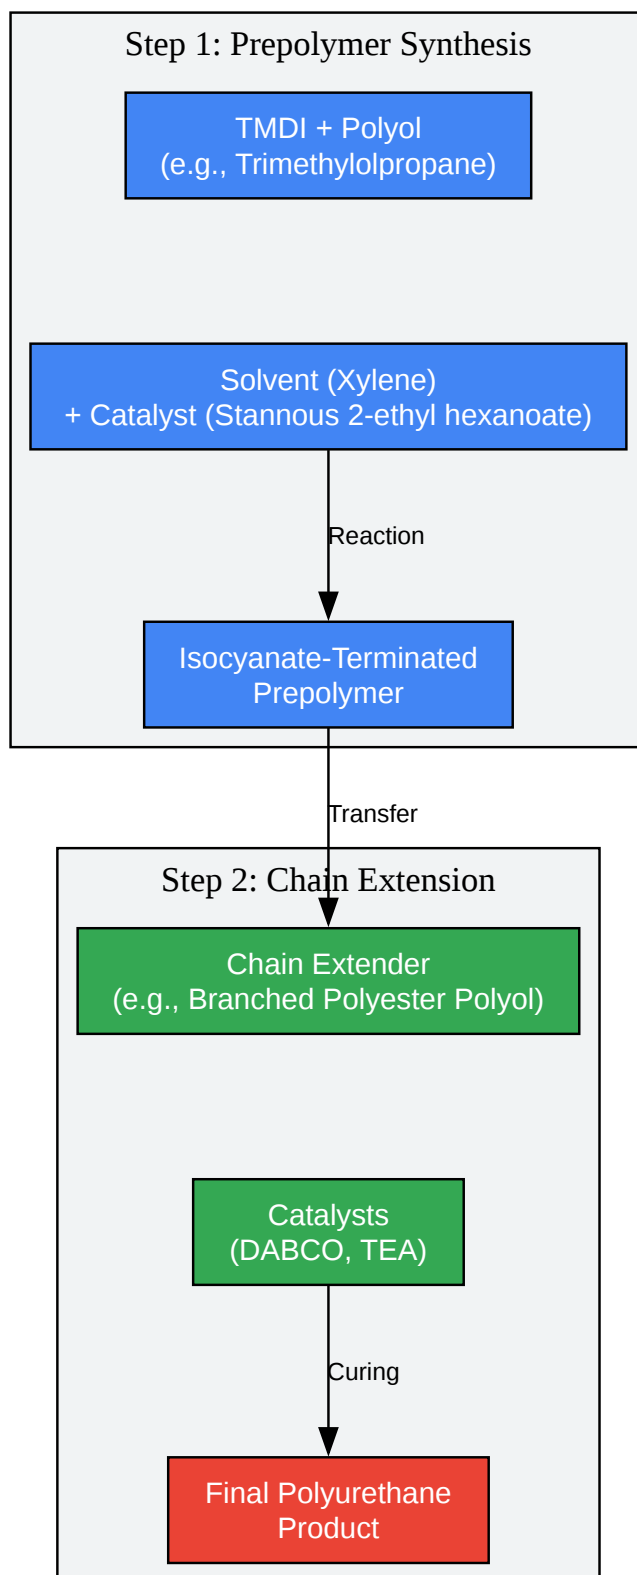 Step 1: Prepolymer Synthesis
TMDI + Polyol
(e.g., Trimethylolpropane)
Solvent (Xylene)
+ Catalyst (Stannous 2-ethyl hexanoate)
Reaction
Isocyanate-Terminated
Prepolymer
Transfer
Step 2: Chain Extension
Chain Extender
(e.g., Branched Polyester Polyol)
Catalysts
(DABCO, TEA)
Curing
Final Polyurethane
Product